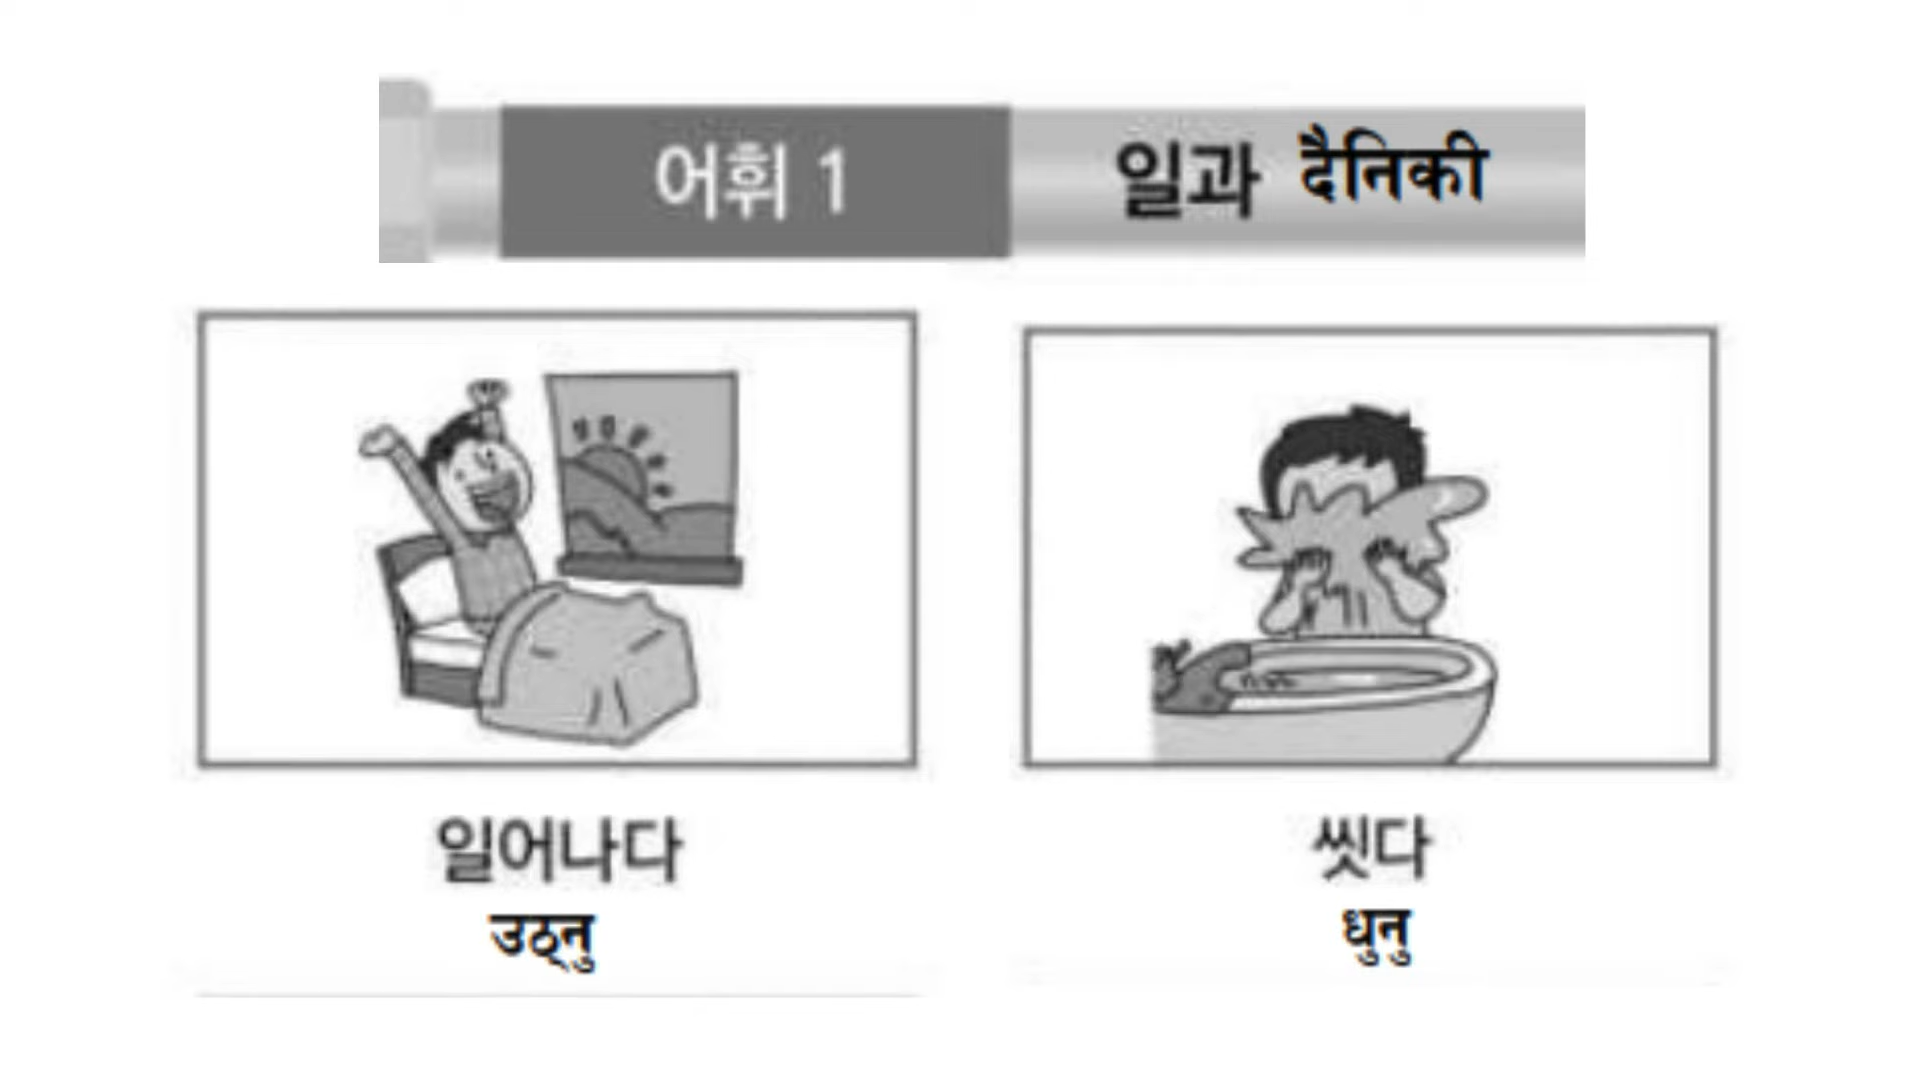 어휘 1 일과 दैनिकी
일어나다
उठ्नु
씻다
धुनु